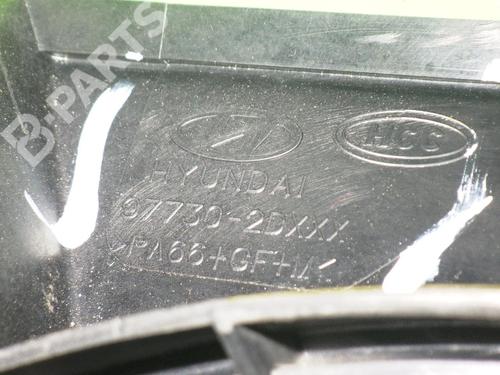 B-PARTS
HCC
HYUNDAI
97730-2DXXX
>PA66+GF+M<